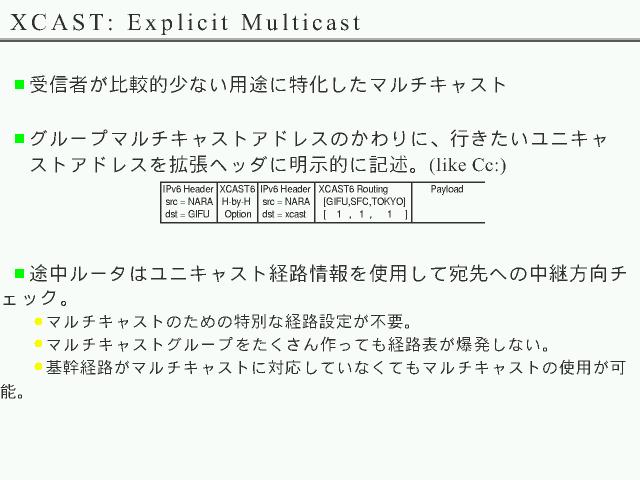 XCAST: Explicit Multicast
受信者が比較的少ない用途に特化したマルチキャスト
グループマルチキャストアドレスのかわりに、行きたいユニキャ
ストアドレスを拡張ヘッダに明示的に記述。(like Cc:)
IPv6 Header XCAST6 IPv6 Header XCAST6 Routing Payload
src = NARA H-by-H src = NARA [GIFU,SFC,TOKYO]
dst = GIFU Option dst = xcast [ 1 , 1 , 1 ]
途中ルータはユニキャスト経路情報を使用して宛先への中継方向チ
ェック。
マルチキャストのための特別な経路設定が不要。
マルチキャストグループをたくさん作っても経路表が爆発しない。
基幹経路がマルチキャストに対応していなくてもマルチキャストの使用が可
能。